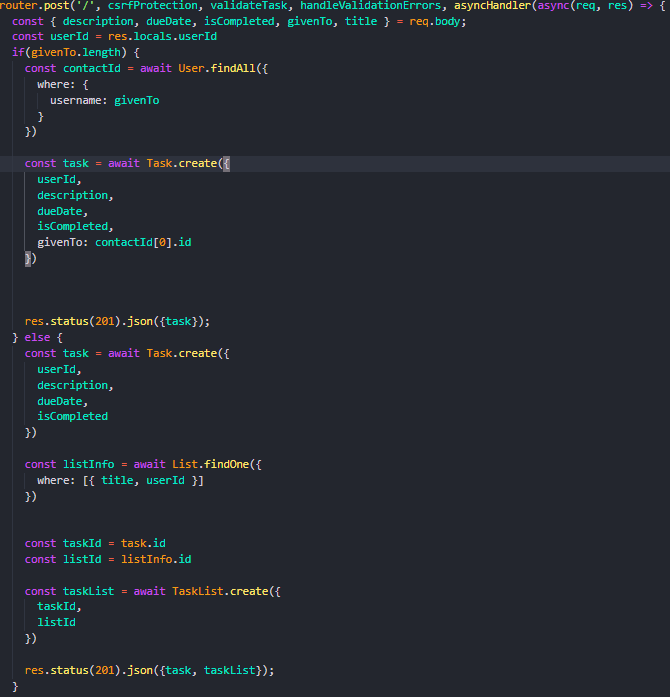 router.post('/', csrfProtection, validateTask, handleValidationErrors, asyncHandler(async(req, res) => {
const { description, dueDate, isCompleted, givenTo, title } = req.body;
const userId = res.locals.userId
if(givenTo.length) {
const contactId = await User.findAll({
where: {
username: givenTo
}
})
const task = await Task.create({
userId,
description,
dueDate,
isCompleted,
givenTo: contactId[0].id
})
res.status(201).json({task});
} else {
const task = await Task.create({
userId,
description,
dueDate,
isCompleted
})
const listInfo = await List.findOne({
where: [{ title, userId }]
})
const taskId = task.id
const listId = listInfo.id
const taskList = await TaskList.create({
taskId,
listId
})
res.status(201).json({task, taskList});
}